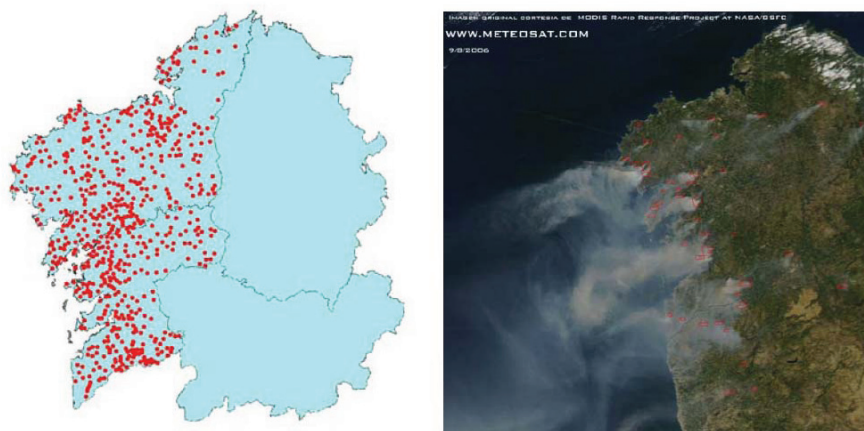 IMAGEN ORIGINAL CORTESIA DE MODIS RAPID RESPONSE PROJECT AT NASA/GSFC
WWW.METEOSAT.COM
9/8/2006